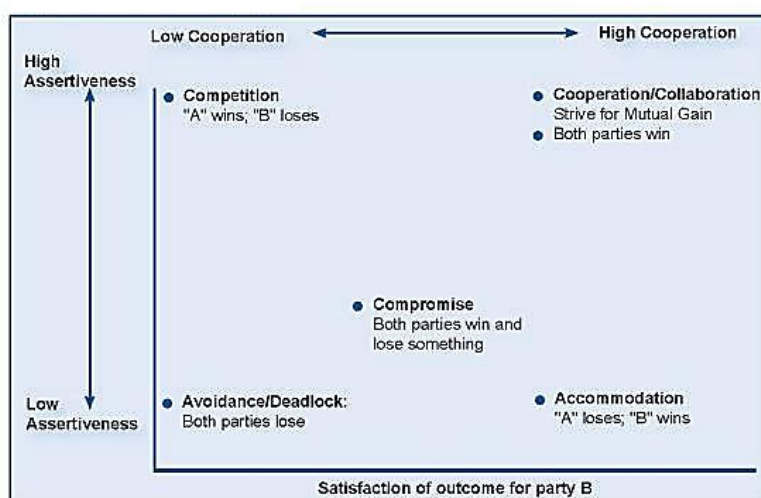 Low Cooperation
High Cooperation
High
Assertiveness
Competition
"A" wins; "B" loses
Cooperation/Collaboration
Strive for Mutual Gain
Both parties win
Compromise
Both parties win and
lose something
Low
Assertiveness
Avoidance/Deadlock:
Both parties lose
Accommodation
"A" loses; "B" wins
Satisfaction of outcome for party B